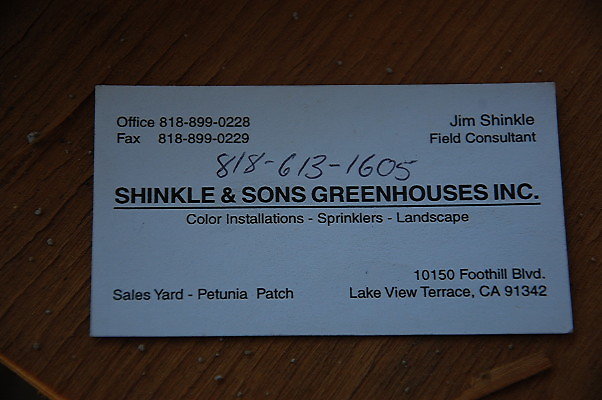 Office 818-899-0228
Fax 818-899-0229
Jim Shinkle
Field Consultant
818-613-1605
SHINKLE & SONS GREENHOUSES INC.
Color Installations - Sprinklers - Landscape
Sales Yard - Petunia Patch
10150 Foothill Blvd.
Lake View Terrace, CA 91342